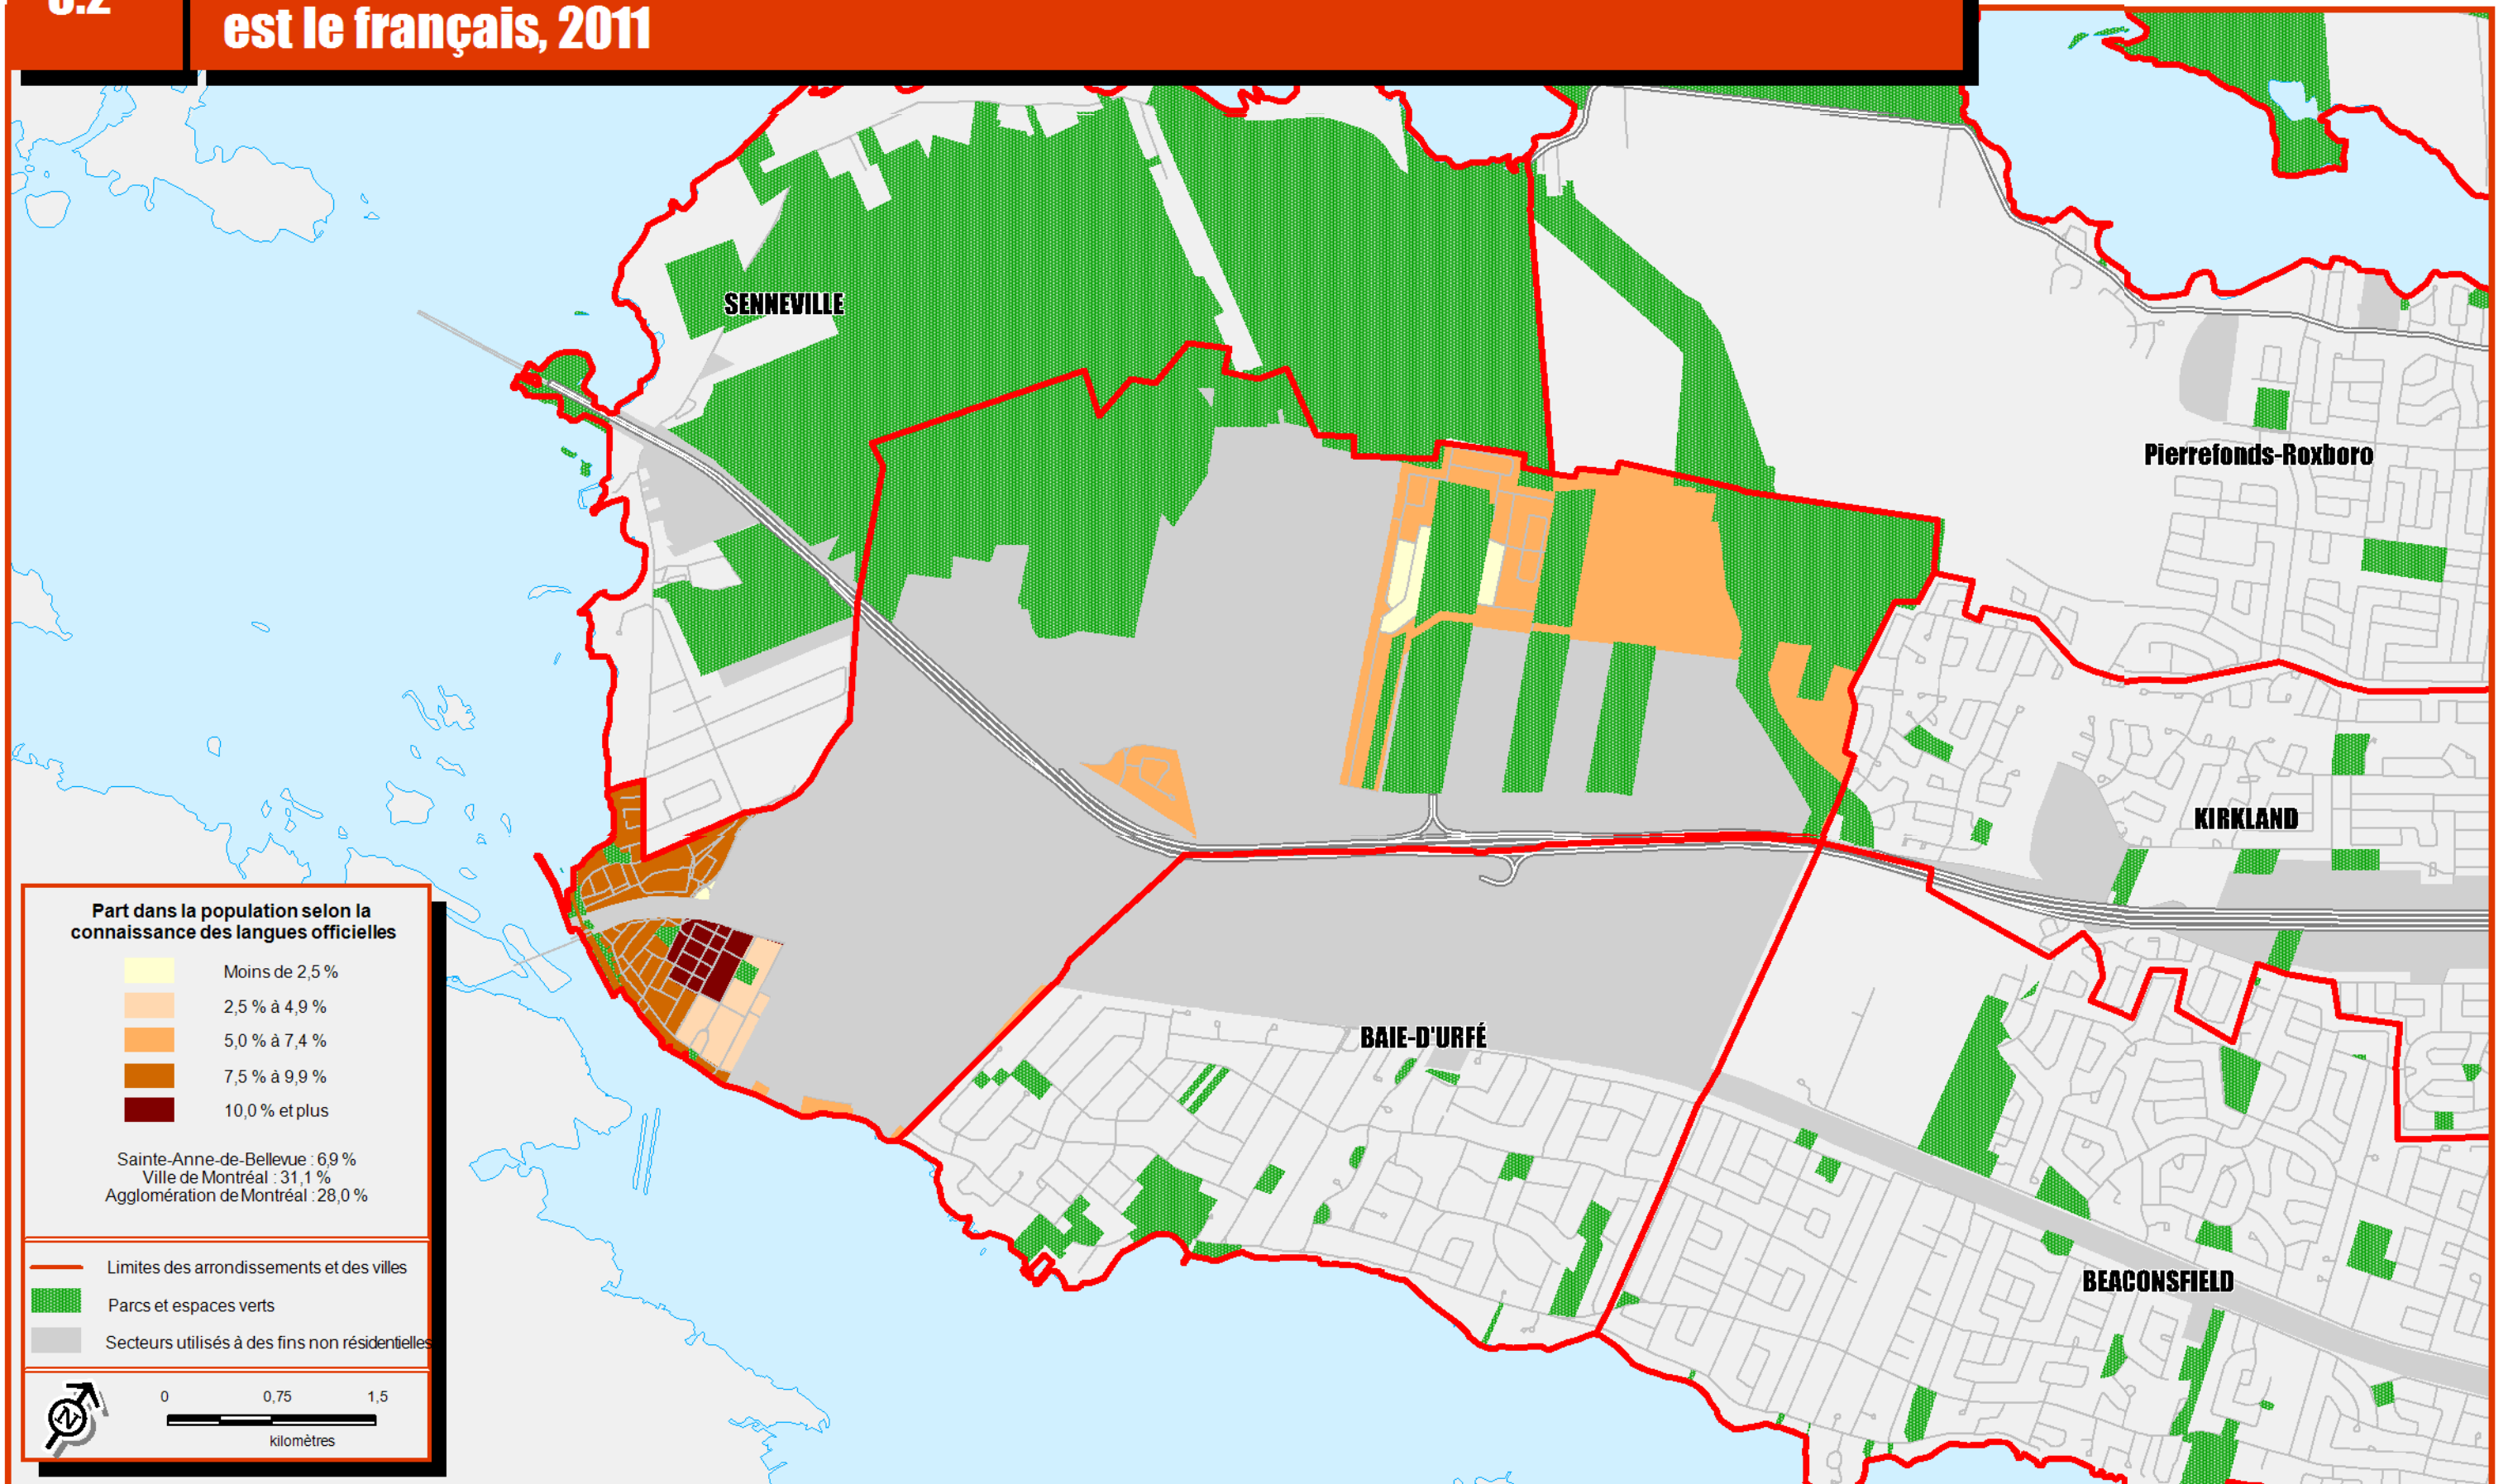 est le français, 2011
SENNEVILLE
Pierrefonds-Roxboro
KIRKLAND
BAIE-D'URFÉ
BEACONSFIELD
Part dans la population selon la
connaissance des langues officielles
Moins de 2,5 %
2,5 % à 4,9 %
5,0 % à 7,4 %
7,5 % à 9,9 %
10,0 % et plus
Sainte-Anne-de-Bellevue : 6,9 %
Ville de Montréal : 31,1 %
Agglomération de Montréal : 28,0 %
Limites des arrondissements et des villes
Parcs et espaces verts
Secteurs utilisés à des fins non résidentielles
N
0 0,75 1,5
kilomètres